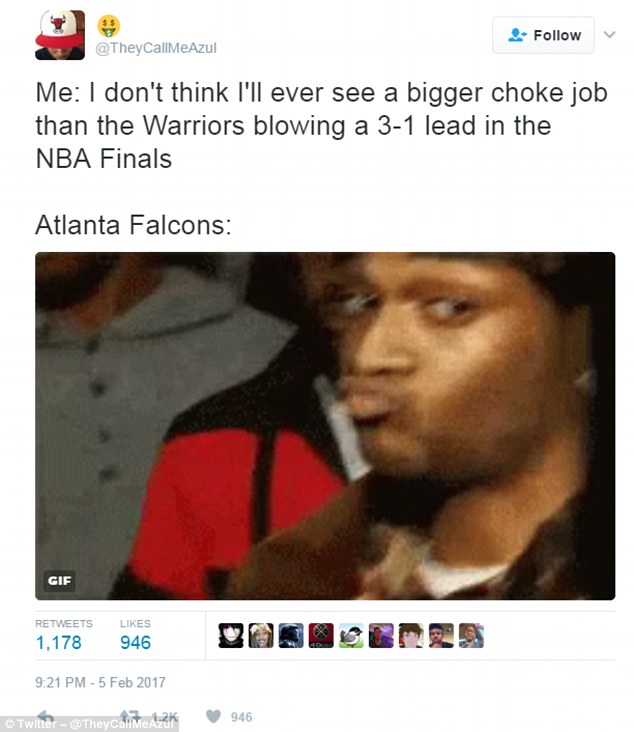 @TheyCallMeAzul
Follow
Me: I don't think I'll ever see a bigger choke job
than the Warriors blowing a 3-1 lead in the
NBA Finals
Atlanta Falcons:
GIF
RETWEETS LIKES
1,178 946
9:21 PM - 5 Feb 2017
1.2K 946
© Twitter – @TheyCallMeAzul